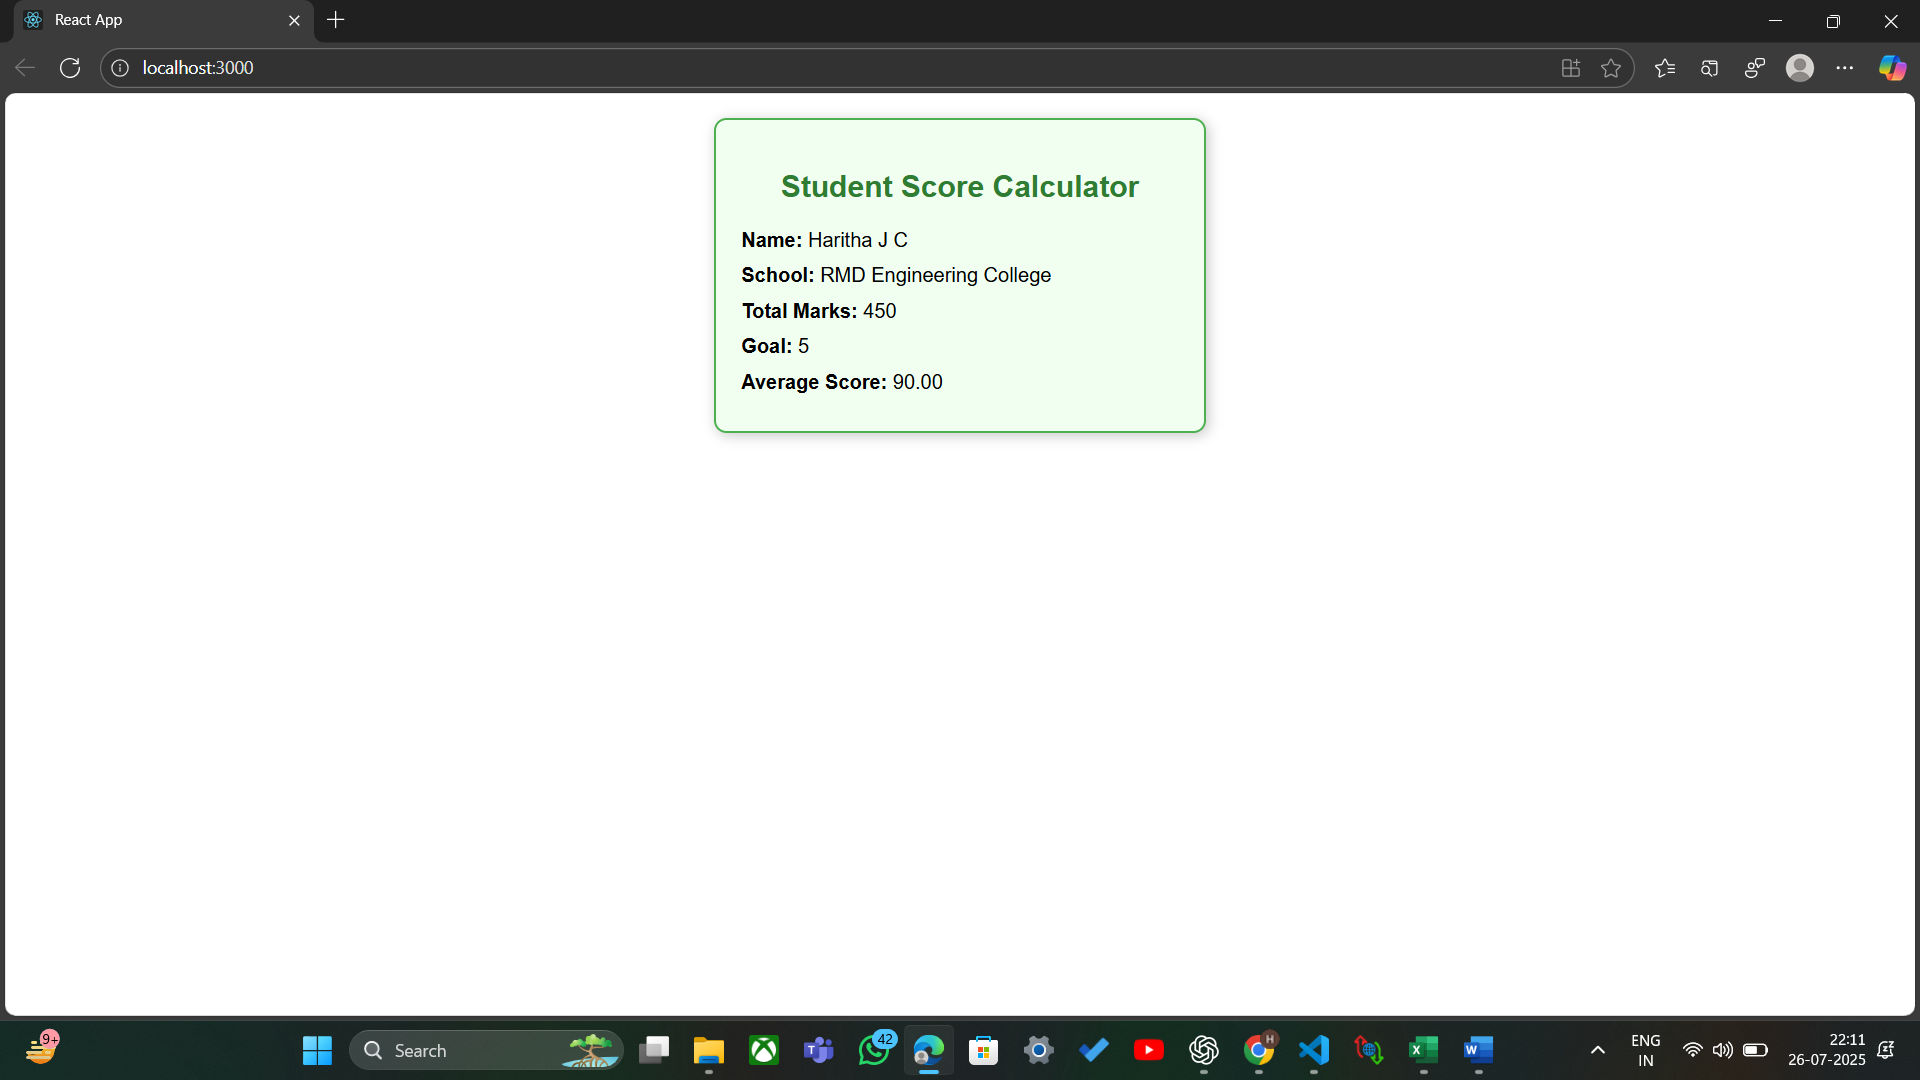 React App
localhost:3000
Student Score Calculator
Name: Haritha J C
School: RMD Engineering College
Total Marks: 450
Goal: 5
Average Score: 90.00
9+
Search
T
42
H
X
W
ENG
IN
22:11
26-07-2025